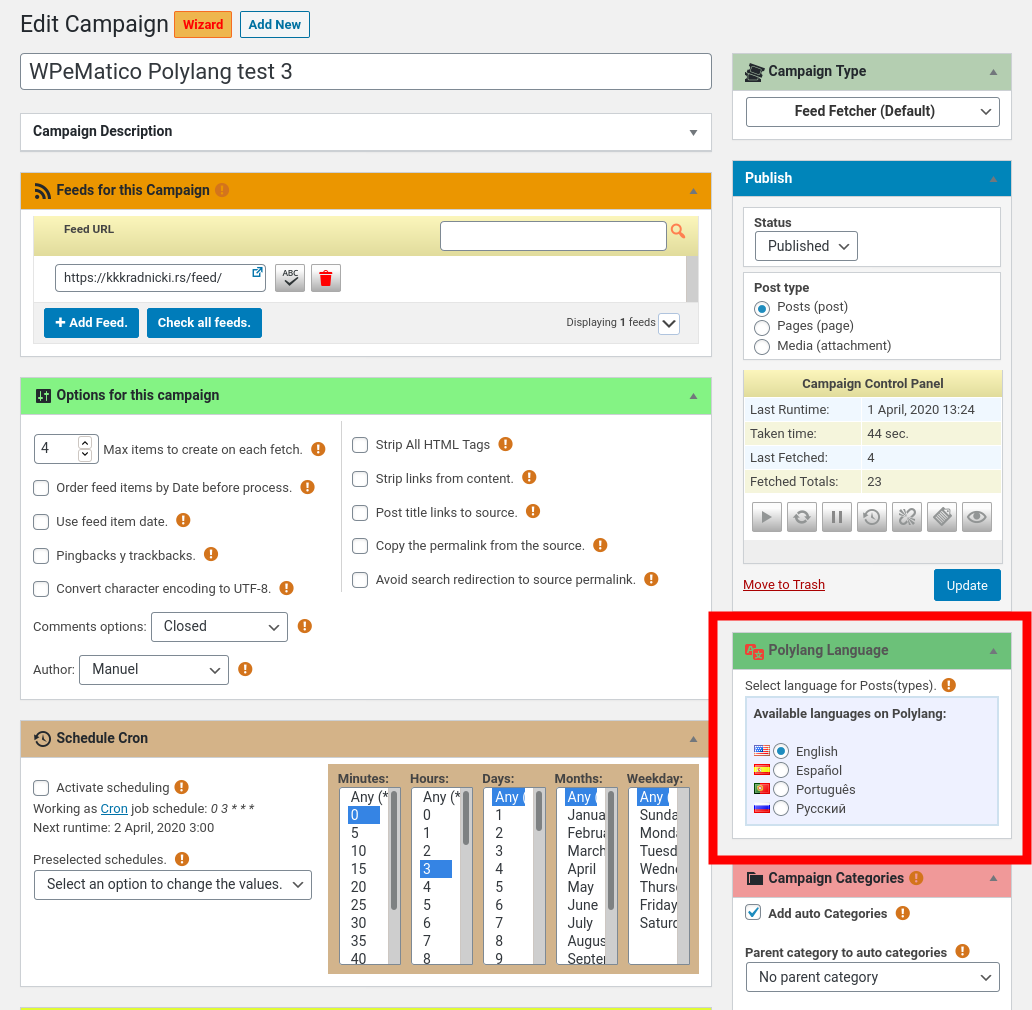 Edit Campaign Wizard Add New
WPeMatico Polylang test 3
Campaign Description
Feeds for this Campaign
Feed URL
https://kkkradnicki.rs/feed/ ABC
+ Add Feed. Check all feeds. Displaying 1 feeds
Options for this campaign
4 Max items to create on each fetch.
Order feed items by Date before process.
Use feed item date.
Pingbacks y trackbacks.
Convert character encoding to UTF-8.
Comments options: Closed
Author: Manuel
Strip All HTML Tags
Strip links from content.
Post title links to source.
Copy the permalink from the source.
Avoid search redirection to source permalink.
Schedule Cron
Activate scheduling
Working as Cron job schedule: 0 3 * * *
Next runtime: 2 April, 2020 3:00
Preselected schedules.
Select an option to change the values.
Minutes: Hours: Days: Months: Weekday:
Any (* Any (* Any ( Any ( Any (
0 0 1 Janua Sunda
5 1 2 Febru Mond
10 2 3 March Tuesd
15 3 4 April Wedn
20 4 5 May Thurs
25 5 6 June Friday
30 6 7 July Saturd
35 7 8 Augus
40 8 9 Septe
Campaign Type
Feed Fetcher (Default)
Publish
Status
Published
Post type
Posts (post)
Pages (page)
Media (attachment)
Campaign Control Panel
Last Runtime: 1 April, 2020 13:24
Taken time: 44 sec.
Last Fetched: 4
Fetched Totals: 23
Move to Trash Update
Polylang Language
Select language for Posts(types).
Available languages on Polylang:
English
Español
Português
Русский
Campaign Categories
Add auto Categories
Parent category to auto categories
No parent category